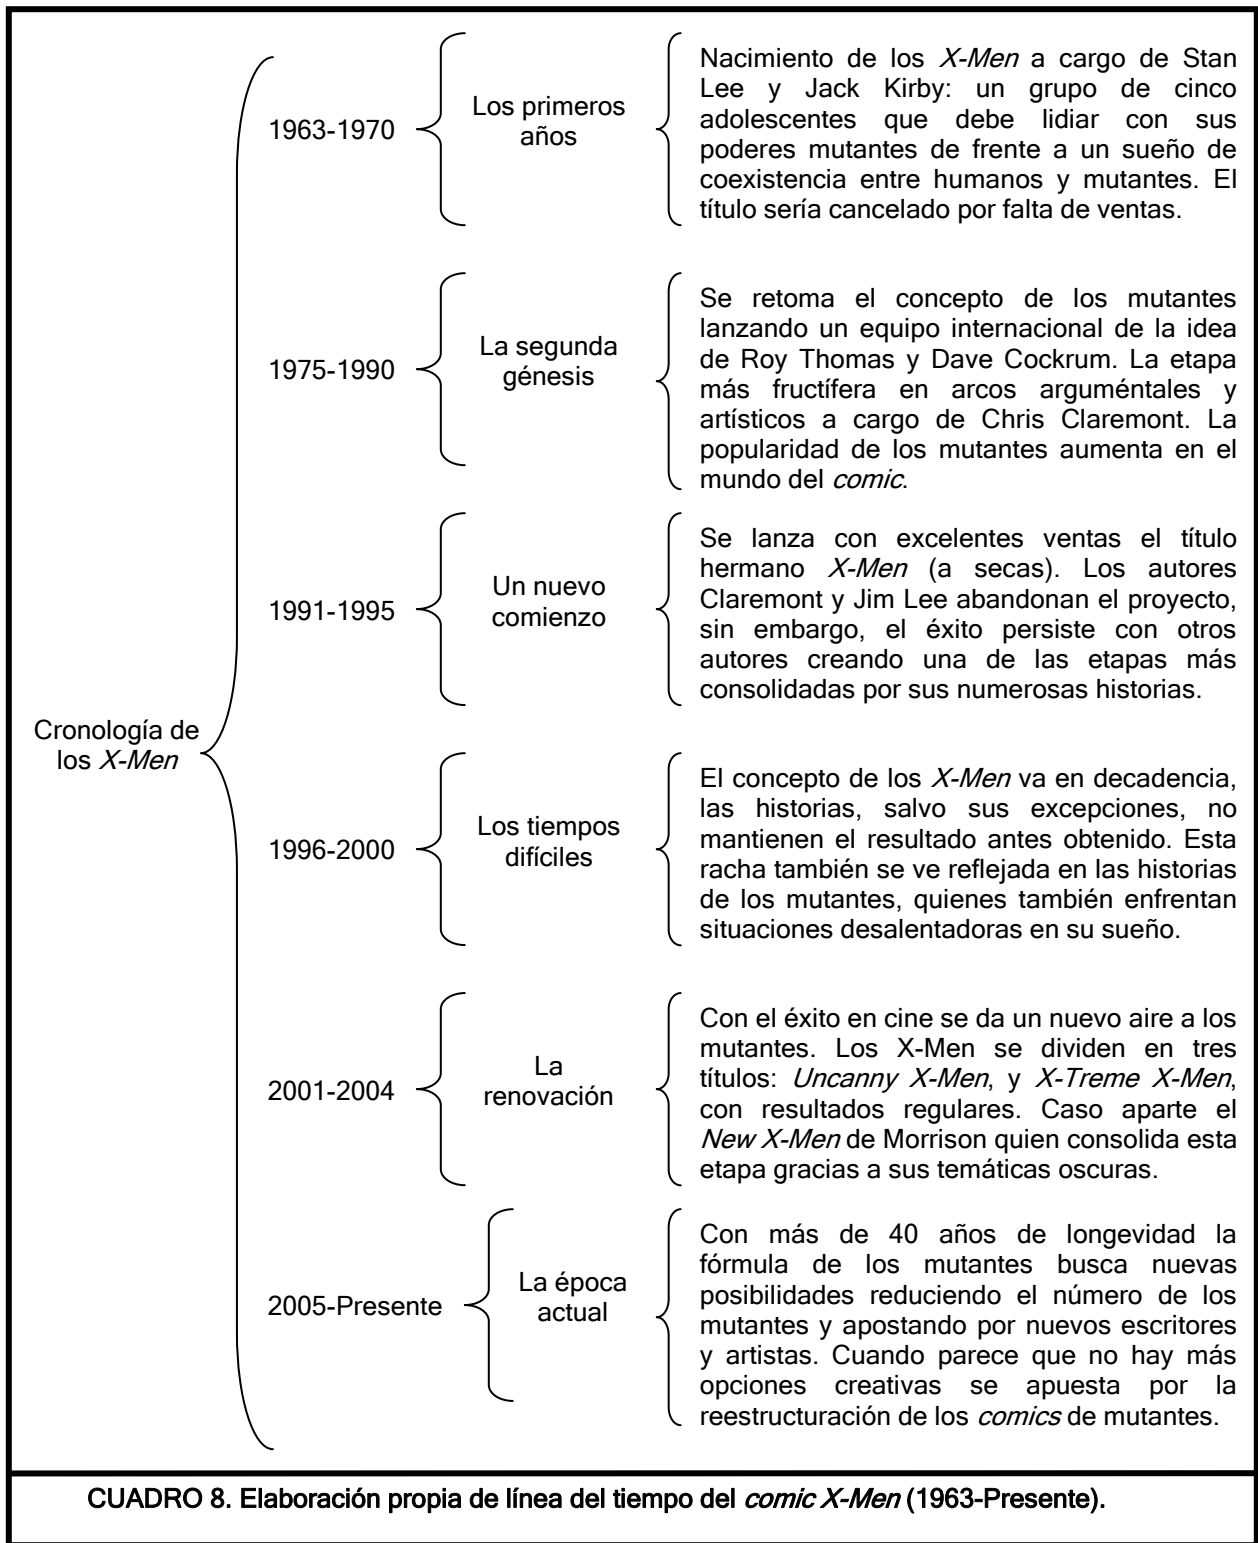 Cronología de
los X-Men
1963-1970
Los primeros
años
Nacimiento de los X-Men a cargo de Stan
Lee y Jack Kirby: un grupo de cinco
adolescentes que debe lidiar con sus
poderes mutantes de frente a un sueño de
coexistencia entre humanos y mutantes. El
título sería cancelado por falta de ventas.
1975-1990
La segunda
génesis
Se retoma el concepto de los mutantes
lanzando un equipo internacional de la idea
de Roy Thomas y Dave Cockrum. La etapa
más fructífera en arcos arguméntales y
artísticos a cargo de Chris Claremont. La
popularidad de los mutantes aumenta en el
mundo del comic.
1991-1995
Un nuevo
comienzo
Se lanza con excelentes ventas el título
hermano X-Men (a secas). Los autores
Claremont y Jim Lee abandonan el proyecto,
sin embargo, el éxito persiste con otros
autores creando una de las etapas más
consolidadas por sus numerosas historias.
1996-2000
Los tiempos
difíciles
El concepto de los X-Men va en decadencia,
las historias, salvo sus excepciones, no
mantienen el resultado antes obtenido. Esta
racha también se ve reflejada en las historias
de los mutantes, quienes también enfrentan
situaciones desalentadoras en su sueño.
2001-2004
La
renovación
Con el éxito en cine se da un nuevo aire a los
mutantes. Los X-Men se dividen en tres
títulos: Uncanny X-Men, y X-Treme X-Men,
con resultados regulares. Caso aparte el
New X-Men de Morrison quien consolida esta
etapa gracias a sus temáticas oscuras.
2005-Presente
La época
actual
Con más de 40 años de longevidad la
fórmula de los mutantes busca nuevas
posibilidades reduciendo el número de los
mutantes y apostando por nuevos escritores
y artistas. Cuando parece que no hay más
opciones creativas se apuesta por la
reestructuración de los comics de mutantes.
CUADRO 8. Elaboración propia de línea del tiempo del comic X-Men (1963-Presente).